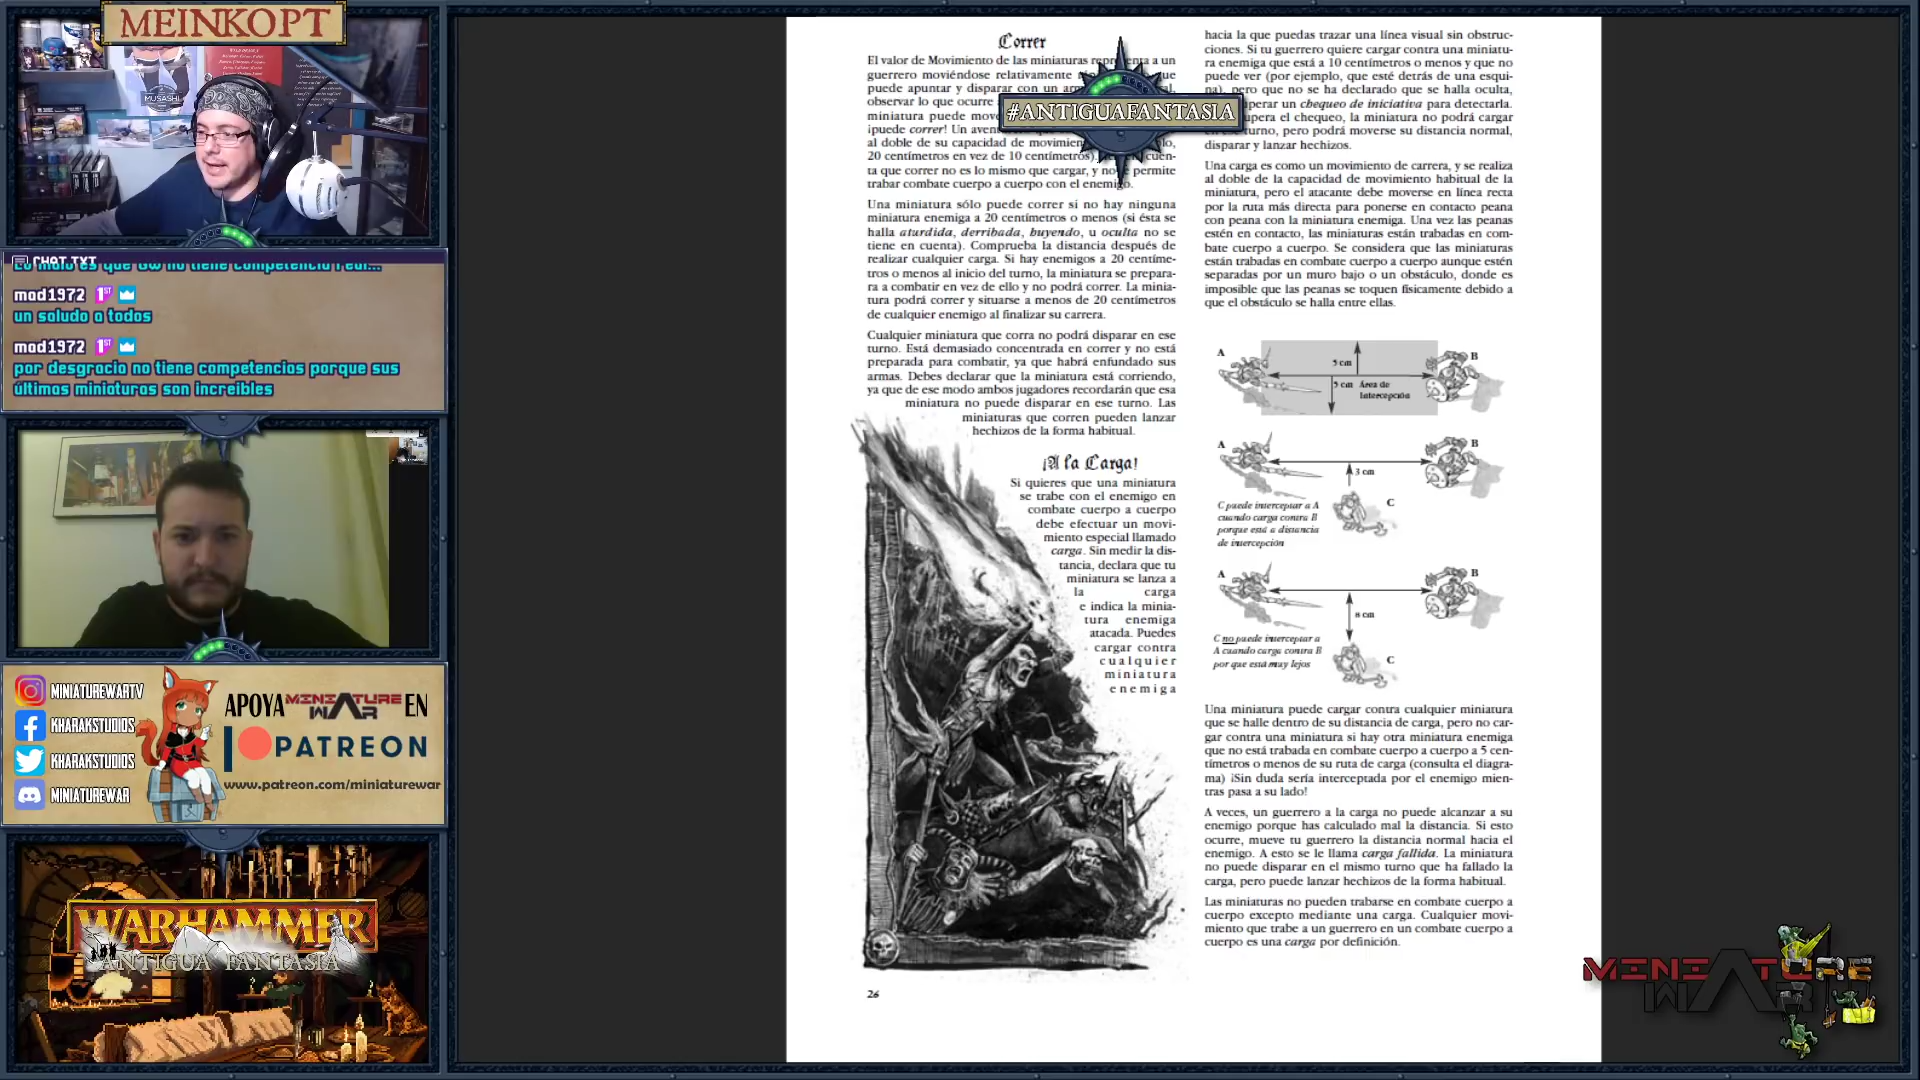 MEINKOPT
MUSASHI
CHAT.TXT
Lo malo es que GW no tiene competencia real...
mad1972 1ST
un saludo a todos
mad1972 1ST
por desgracia no tiene competencias porque sus
últimas miniaturas son increíbles
MINIATUREWARTV
KHARAKSTUDIOS
KHARAKSTUDIOS
MINIATUREWAR
APOYA MINIATURE WAR EN
PATREON
www.patreon.com/miniaturewar
WARHAMMER
ANTIGUA FANTASIA
#ANTIGUAFANTASIA
Correr
El valor de Movimiento de las miniaturas representa a un
guerrero moviéndose relativamente
puede apuntar y disparar con un
observar lo que ocurre
miniatura puede
¡puede correr! Un
al doble de su capacidad de
20 centímetros en vez de 10 centímetros).
ta que correr no es lo mismo que cargar, y no permite
trabar combate cuerpo a cuerpo con el enemigo.
Una miniatura sólo puede correr si no hay ninguna
miniatura enemiga a 20 centímetros o menos (si ésta se
halla aturdida, derribada, huyendo, u oculta no se
tiene en cuenta). Comprueba la distancia después de
realizar cualquier carga. Si hay enemigos a 20 centíme-
tros o menos al inicio del turno, la miniatura se prepara-
ra a combatir en vez de ello y no podrá correr. La minia-
tura podrá correr y situarse a menos de 20 centímetros
de cualquier enemigo al finalizar su carrera.
Cualquier miniatura que corra no podrá disparar en ese
turno. Está demasiado concentrada en correr y no está
preparada para combatir, ya que habrá enfundado sus
armas. Debes declarar que la miniatura está corriendo,
ya que de ese modo ambos jugadores recordarán que esa
miniatura no puede disparar en ese turno. Las
miniaturas que corren pueden lanzar
hechizos de la forma habitual.
¡A la Carga!
Si quieres que una miniatura
se trabe con el enemigo en
combate cuerpo a cuerpo
debe efectuar un movi-
miento especial llamado
carga. Sin medir la dis-
tancia, declara que tu
miniatura se lanza a
la carga
e indica la minia-
tura enemiga
atacada. Puedes
cargar contra
cualquier
miniatura
enemiga
26
hacia la que puedas trazar una línea visual sin obstruc-
ciones. Si tu guerrero quiere cargar contra una miniatu-
ra enemiga que está a 10 centímetros o menos y que no
puede ver (por ejemplo, que esté detrás de una esqui-
na), pero que no se ha declarado que se halla oculta,
un chequeo de iniciativa para detectarla.
el chequeo, la miniatura no podrá cargar
turno, pero podrá moverse su distancia normal,
disparar y lanzar hechizos.
Una carga es como un movimiento de carrera, y se realiza
al doble de la capacidad de movimiento habitual de la
miniatura, pero el atacante debe moverse en línea recta
por la ruta más directa para ponerse en contacto peana
con peana con la miniatura enemiga. Una vez las peanas
estén en contacto, las miniaturas están trabadas en com-
bate cuerpo a cuerpo. Se considera que las miniaturas
están trabadas en combate cuerpo a cuerpo aunque estén
separadas por un muro bajo o un obstáculo, donde es
imposible que las peanas se toquen físicamente debido a
que el obstáculo se halla entre ellas.
A
B
5 cm
5 cm Área de
Intercepción
A
B
3 cm
C
C puede interceptar a A
cuando carga contra B
porque está a distancia
de intercepción
A
B
8 cm
C
C no puede interceptar a
A cuando carga contra B
por que está muy lejos
Una miniatura puede cargar contra cualquier miniatura
que se halle dentro de su distancia de carga, pero no car-
gar contra una miniatura si hay otra miniatura enemiga
que no está trabada en combate cuerpo a cuerpo a 5 cen-
tímetros o menos de su ruta de carga (consulta el diagra-
ma) ¡Sin duda sería interceptada por el enemigo mien-
tras pasa a su lado!
A veces, un guerrero a la carga no puede alcanzar a su
enemigo porque has calculado mal la distancia. Si esto
ocurre, mueve tu guerrero la distancia normal hacia el
enemigo. A esto se le llama carga fallida. La miniatura
no puede disparar en el mismo turno que ha fallado la
carga, pero puede lanzar hechizos de la forma habitual.
Las miniaturas no pueden trabarse en combate cuerpo a
cuerpo excepto mediante una carga. Cualquier movi-
miento que trabe a un guerrero en un combate cuerpo a
cuerpo es una carga por definición.
MINIATURE
WAR